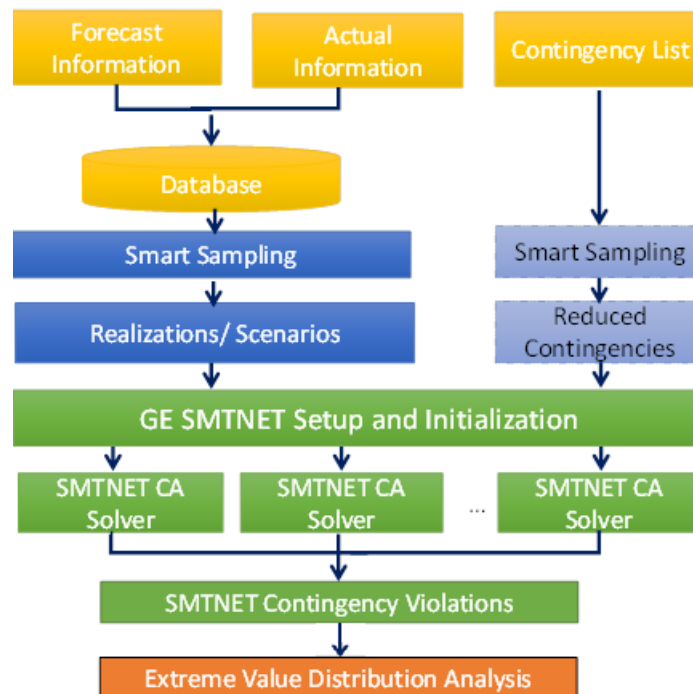 Forecast
Information
Actual
Information
Contingency List
Database
Smart Sampling
Smart Sampling
Realizations/ Scenarios
Reduced
Contingencies
GE SMTNET Setup and Initialization
SMTNET CA
Solver
SMTNET CA
Solver
...
SMTNET CA
Solver
SMTNET Contingency Violations
Extreme Value Distribution Analysis